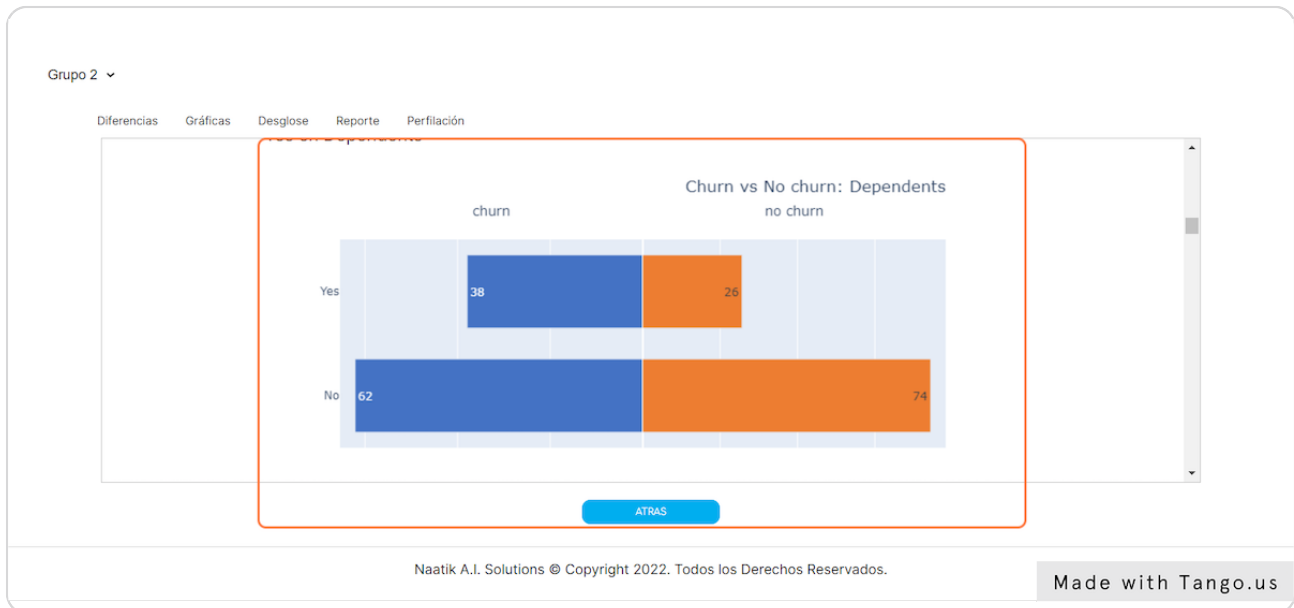 Grupo 2
Diferencias Gráficas Desglose Reporte Perfilación
Churn vs No churn: Dependents
churn no churn
Yes 38 26
No 62 74
ATRAS
Naatik A.I. Solutions © Copyright 2022. Todos los Derechos Reservados.
Made with Tango.us